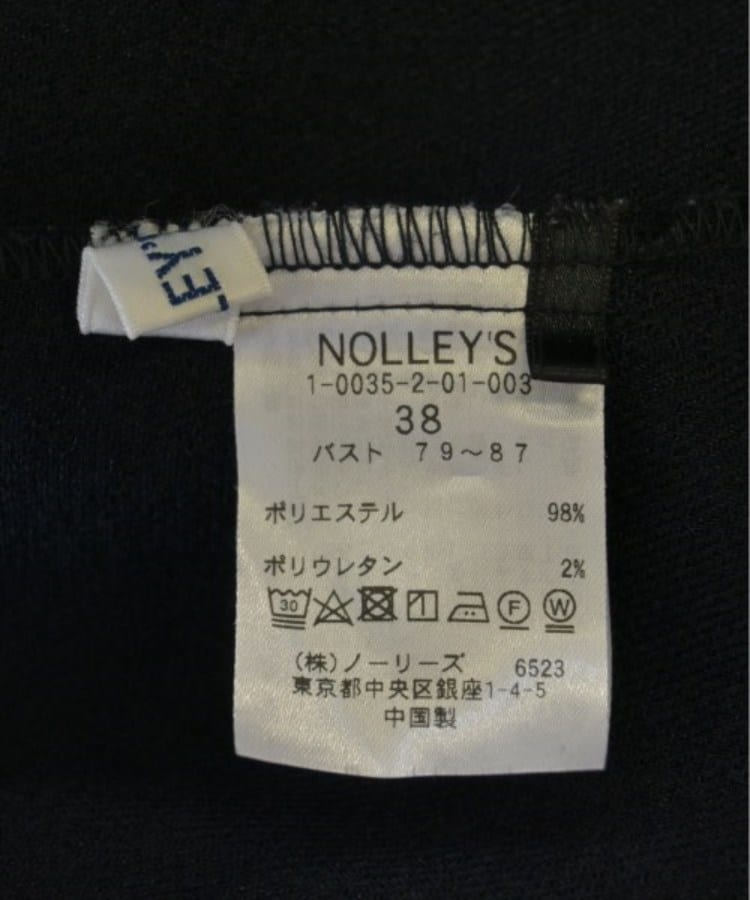 EY'
NOLLEY'S
1-0035-2-01-003
38
バスト 79～87
ポリエステル 98%
ポリウレタン 2%
30 F W
(株)ノーリーズ 6523
東京都中央区銀座1-4-5
中国製